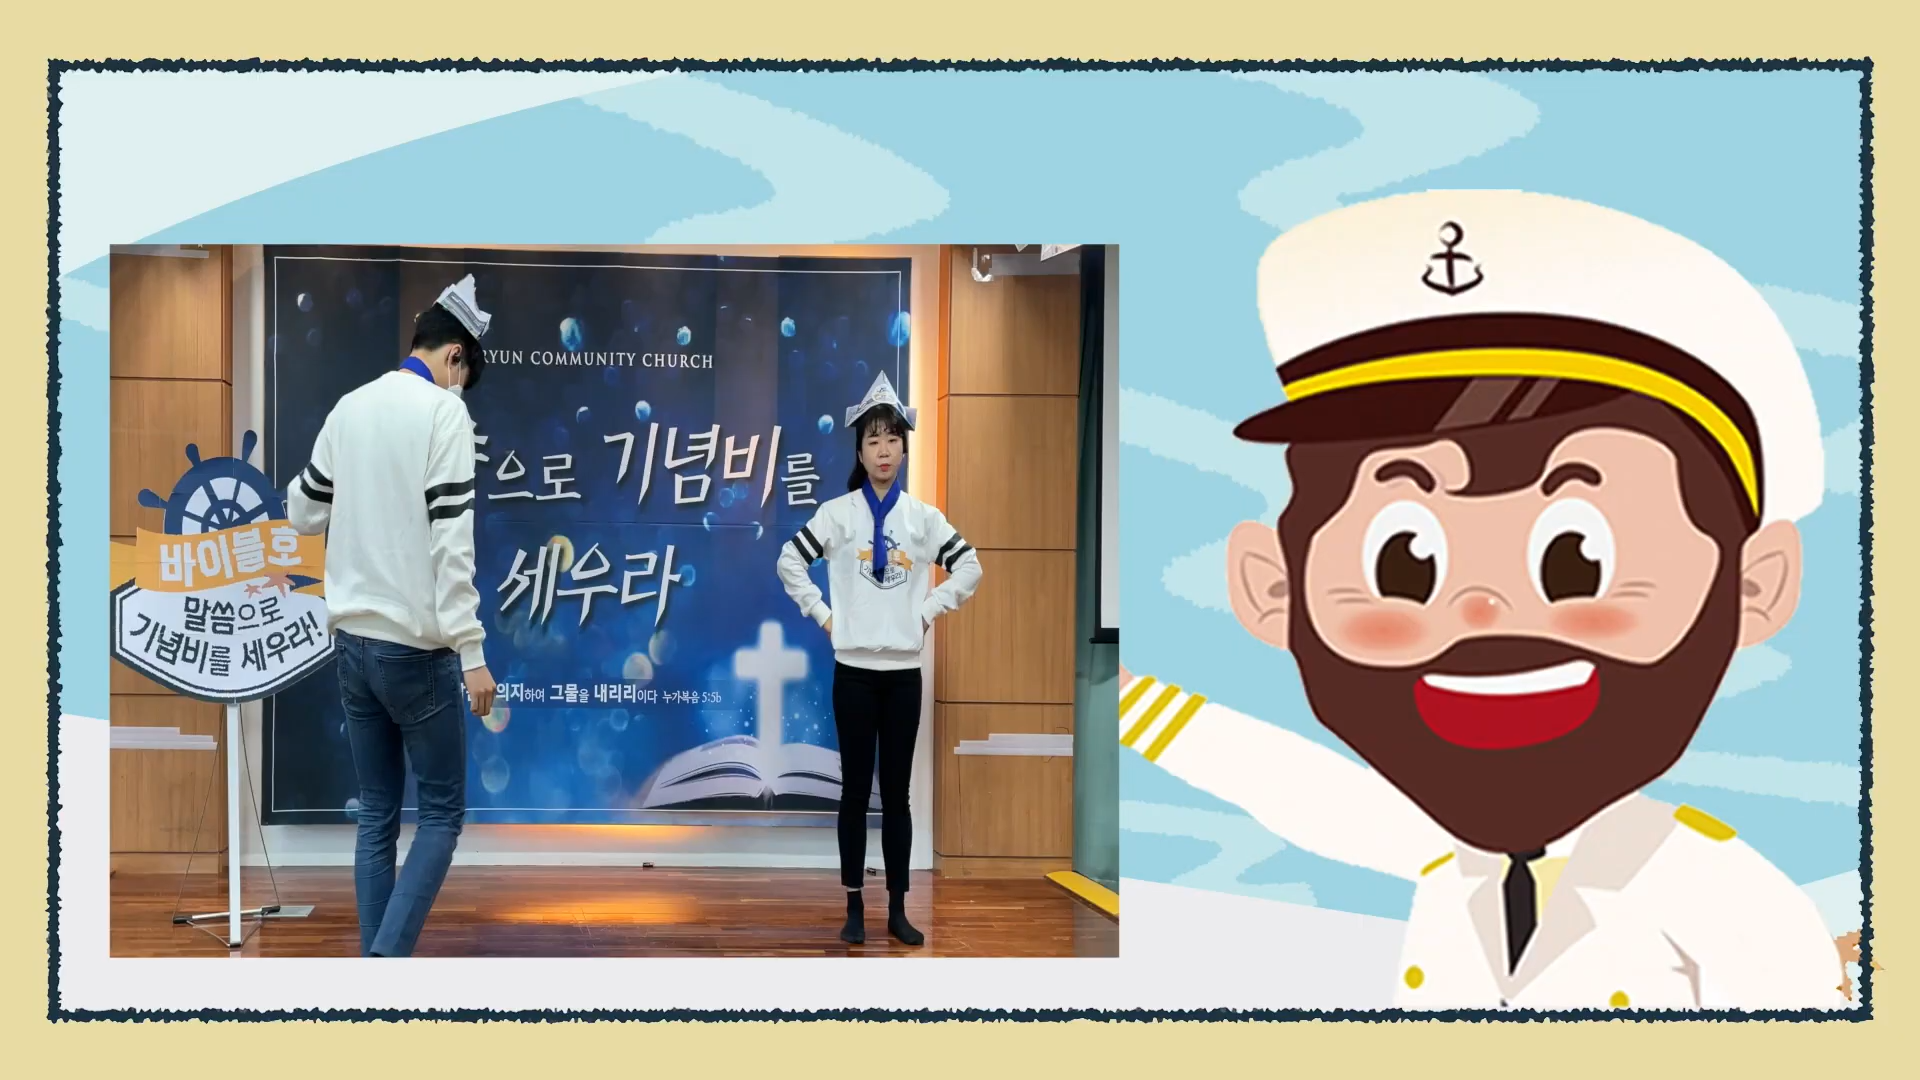 RYUN COMMUNITY CHURCH
으로 기념비를
세우라
의지하여 그물을 내리리이다 누가복음 5:5b
바이블호
말씀으로
기념비를 세우라!